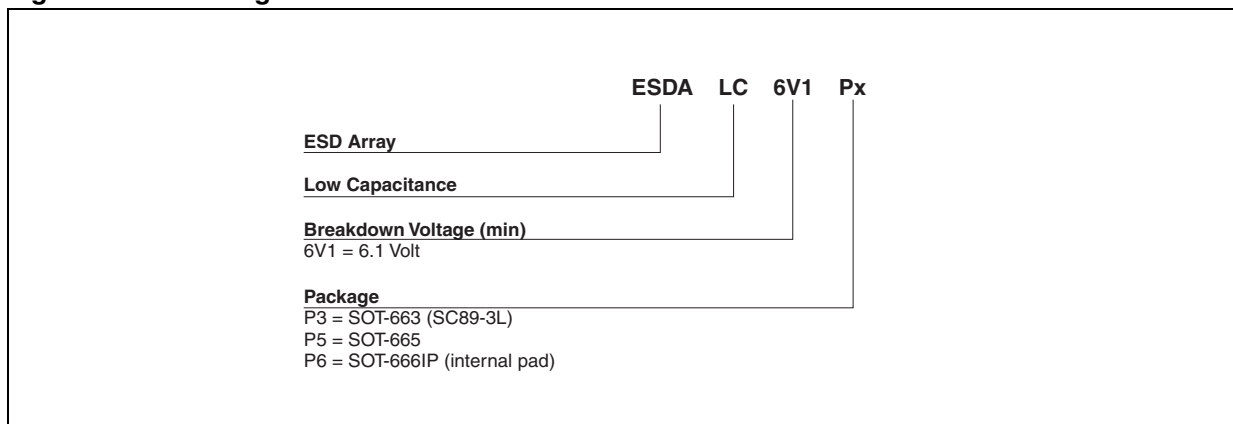 ESDA LC 6V1 Px
ESD Array
Low Capacitance
Breakdown Voltage (min)
6V1 = 6.1 Volt
Package
P3 = SOT-663 (SC89-3L)
P5 = SOT-665
P6 = SOT-666IP (internal pad)